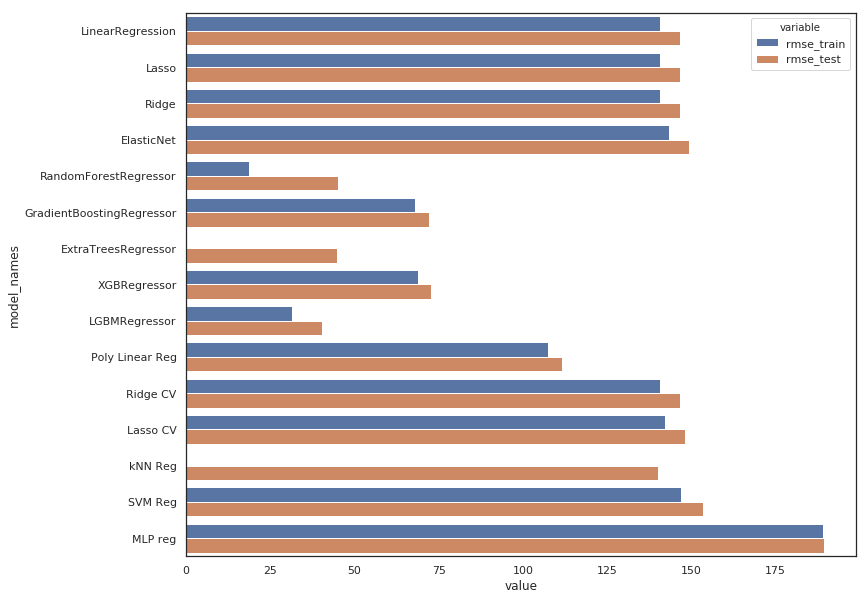 variable
rmse_train
rmse_test
LinearRegression
Lasso
Ridge
ElasticNet
RandomForestRegressor
GradientBoostingRegressor
ExtraTreesRegressor
XGBRegressor
LGBMRegressor
Poly Linear Reg
Ridge CV
Lasso CV
kNN Reg
SVM Reg
MLP reg
model_names
0 25 50 75 100 125 150 175
value